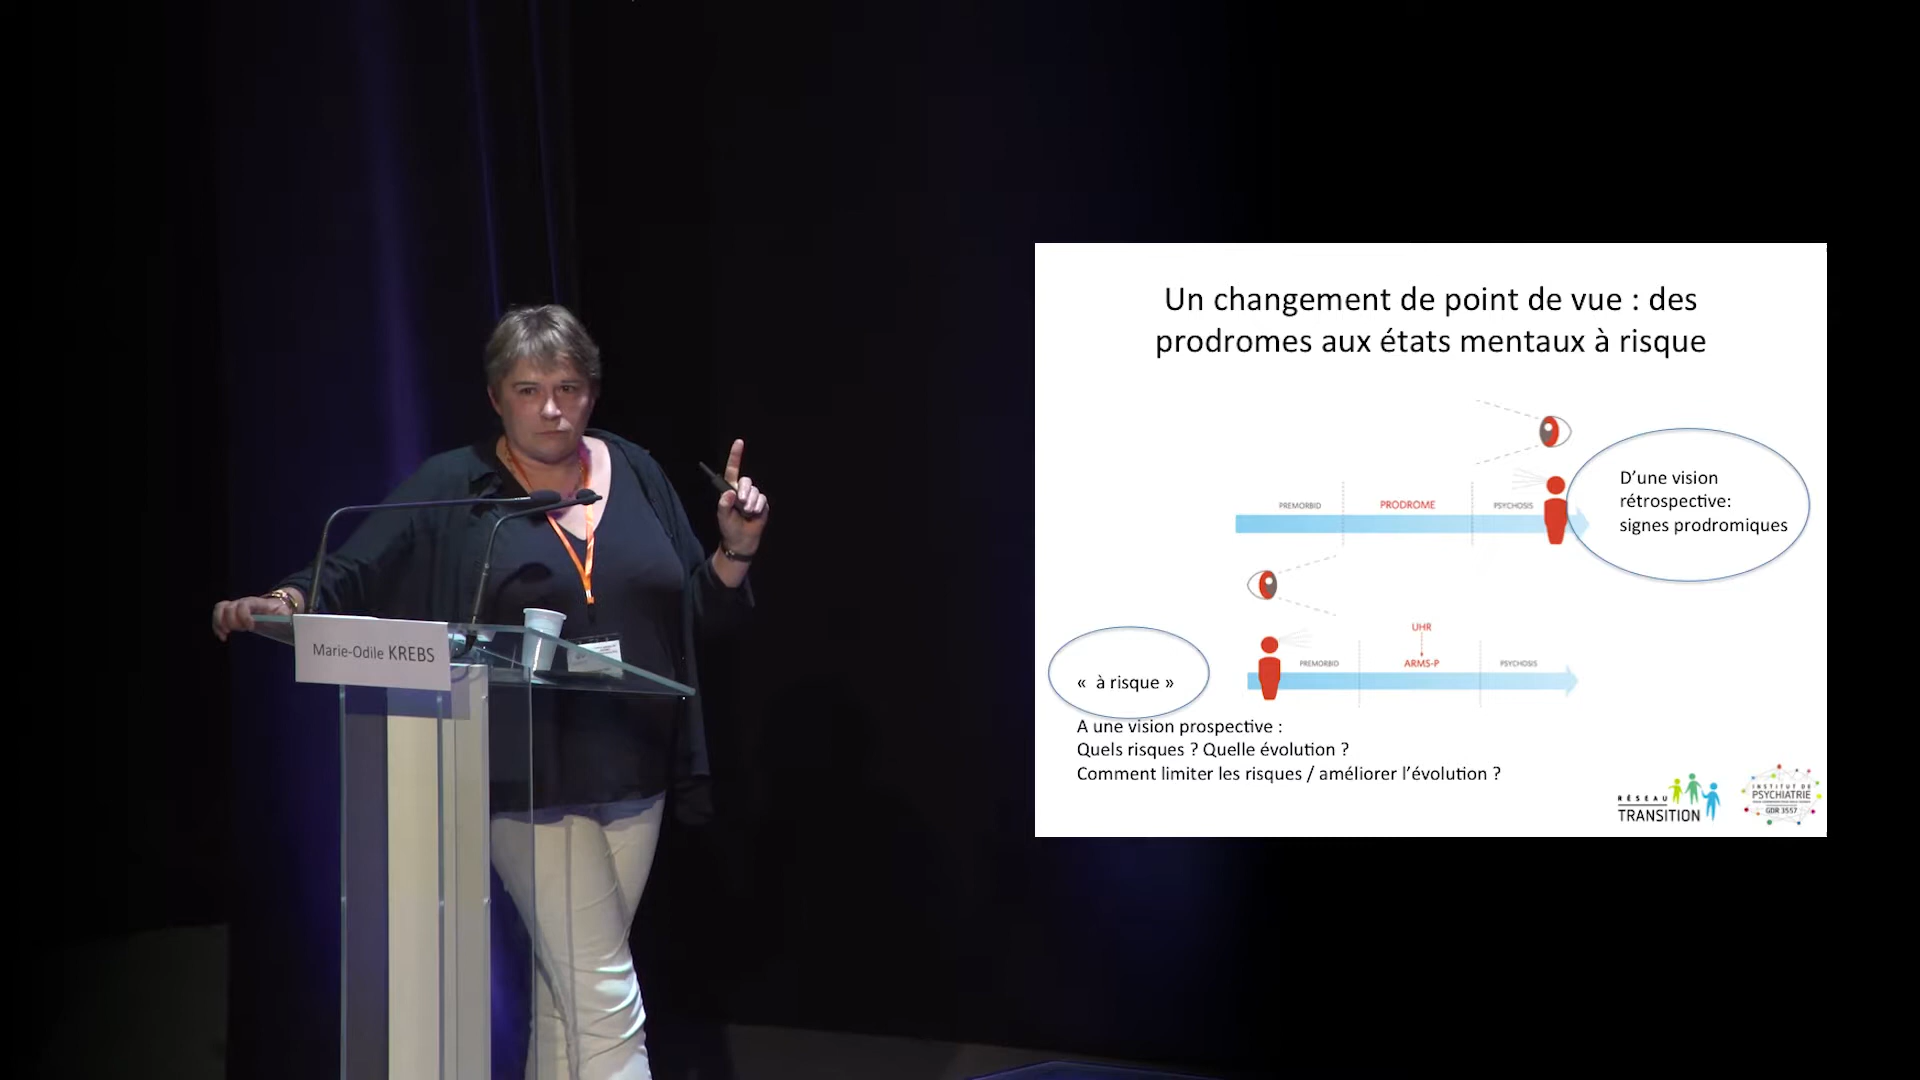 Marie-Odile KREBS
Un changement de point de vue : des
prodromes aux états mentaux à risque
D’une vision
rétrospective:
signes prodromiques
PREMORBID
PRODROME
PSYCHOSIS
UHR
PREMORBID
ARMS-P
PSYCHOSIS
« à risque »
A une vision prospective :
Quels risques ? Quelle évolution ?
Comment limiter les risques / améliorer l’évolution ?
RÉSEAU
TRANSITION
INSTITUT DE
PSYCHIATRIE
GDR 3557